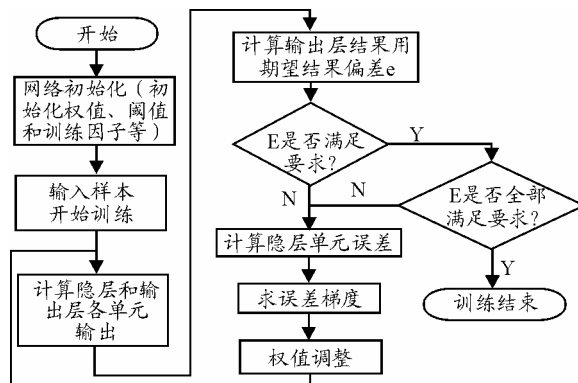 开始
网络初始化（初
始化权值、阈值
和训练因子等）
输入样本
开始训练
计算隐层和输
出层各单元
输出
计算输出层结果用
期望结果偏差e
E是否满足
要求?
Y
N
N
E是否全部
满足要求?
Y
计算隐层单元误差
求误差梯度
训练结束
权值调整